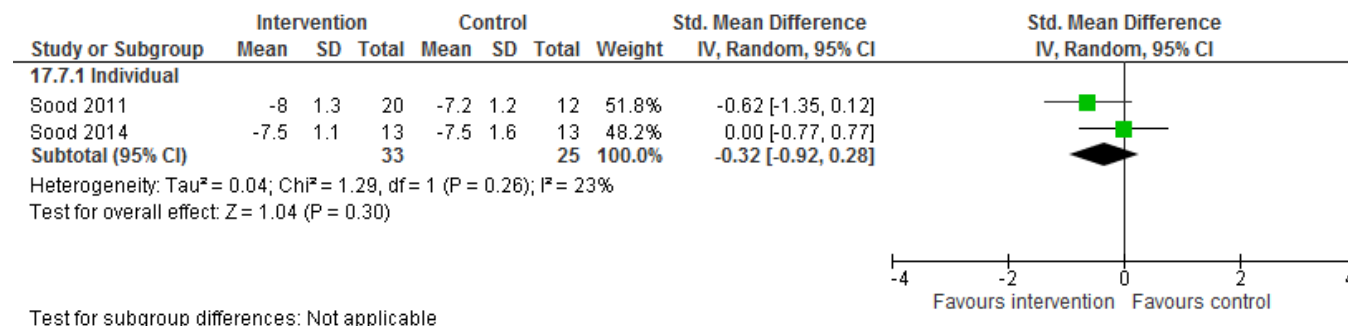 Intervention Control Std. Mean Difference Std. Mean Difference
Study or Subgroup Mean SD Total Mean SD Total Weight IV, Random, 95% CI IV, Random, 95% CI
17.7.1 Individual
Sood 2011 -8 1.3 20 -7.2 1.2 12 51.8% -0.62 [-1.35, 0.12]
Sood 2014 -7.5 1.1 13 -7.5 1.6 13 48.2% 0.00 [-0.77, 0.77]
Subtotal (95% CI) 33 25 100.0% -0.32 [-0.92, 0.28]
Heterogeneity: Tau² = 0.04; Chi² = 1.29, df = 1 (P = 0.26); I² = 23%
Test for overall effect: Z = 1.04 (P = 0.30)
-4 -2 0 2 4
Favours intervention Favours control
Test for subgroup differences: Not applicable